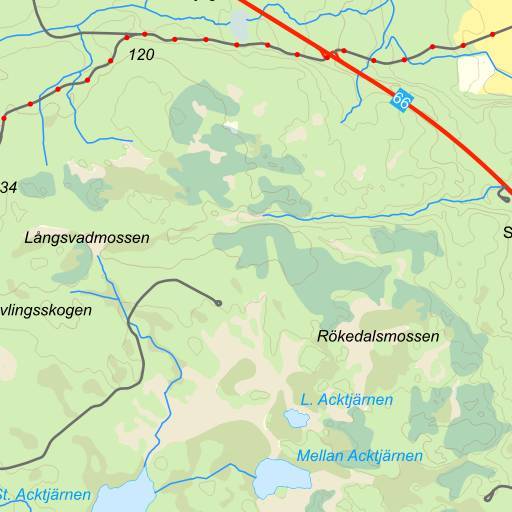 120
66
34
S
Långsvadmossen
vlingsskogen
Rökedalsmossen
L. Acktjärnen
Mellan Acktjärnen
St. Acktjärnen